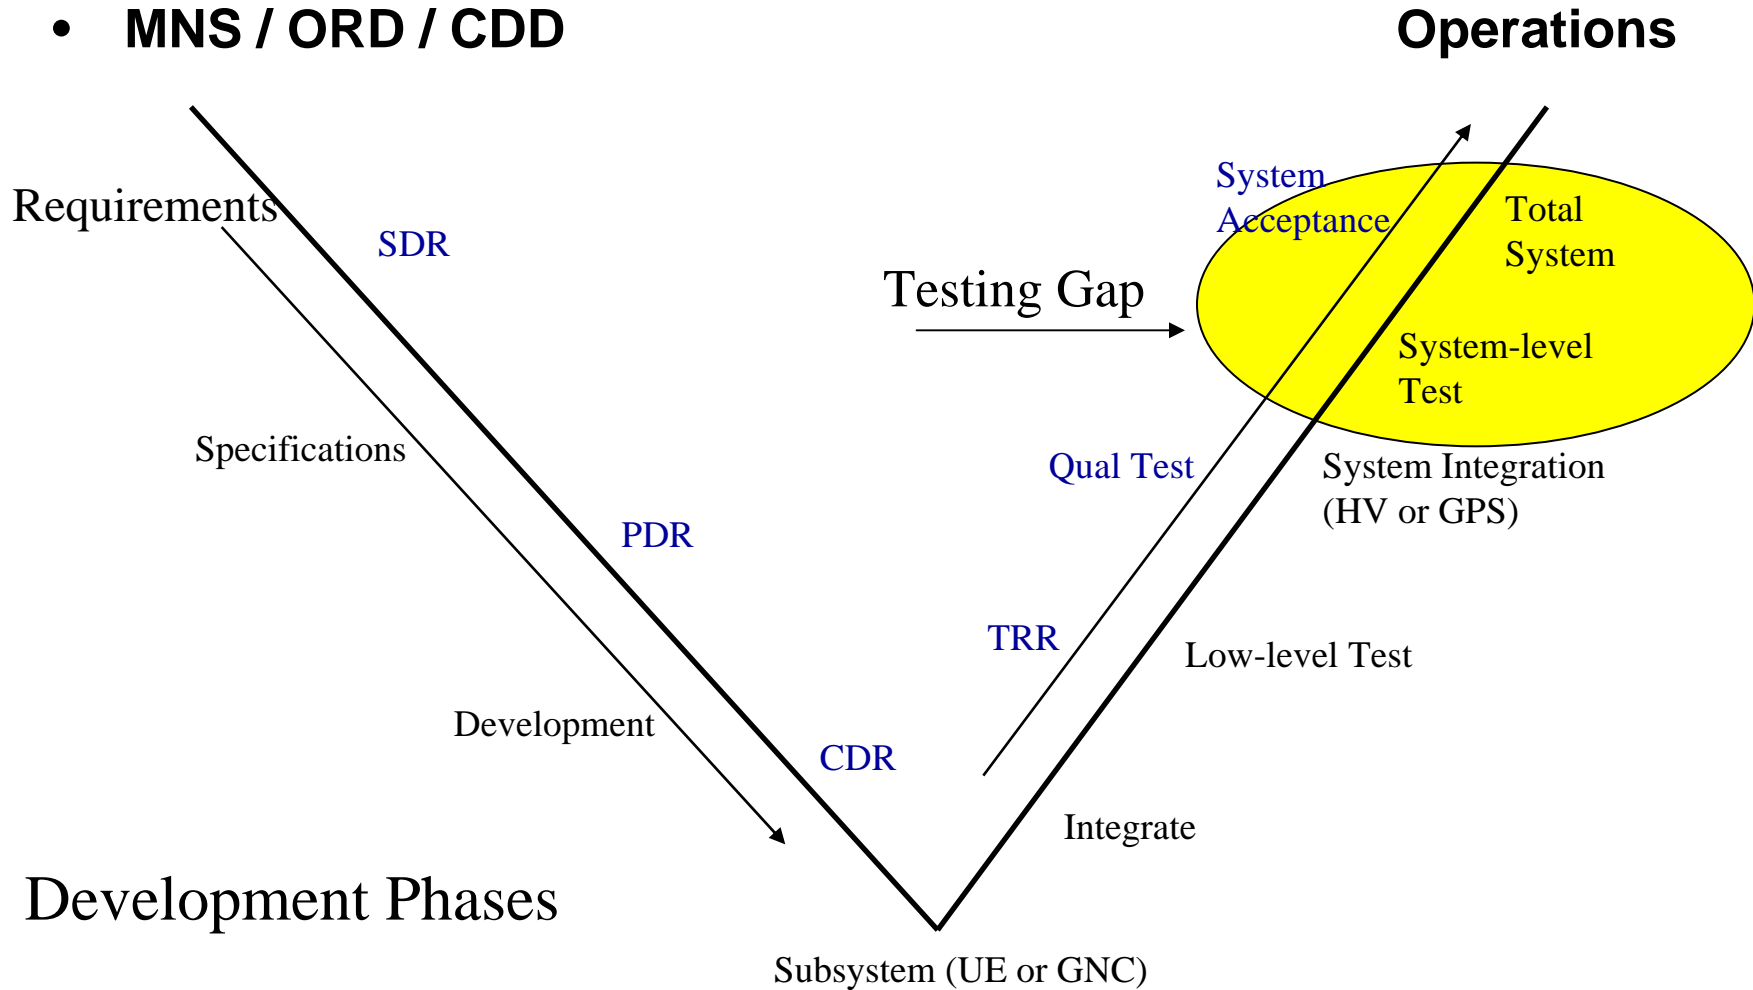 • MNS / ORD / CDD
Operations
Requirements
SDR
System
Acceptance
Total
System
Testing Gap
System-level
Test
Specifications
Qual Test
System Integration
(HV or GPS)
PDR
TRR
Low-level Test
Development
CDR
Integrate
Development Phases
Subsystem (UE or GNC)